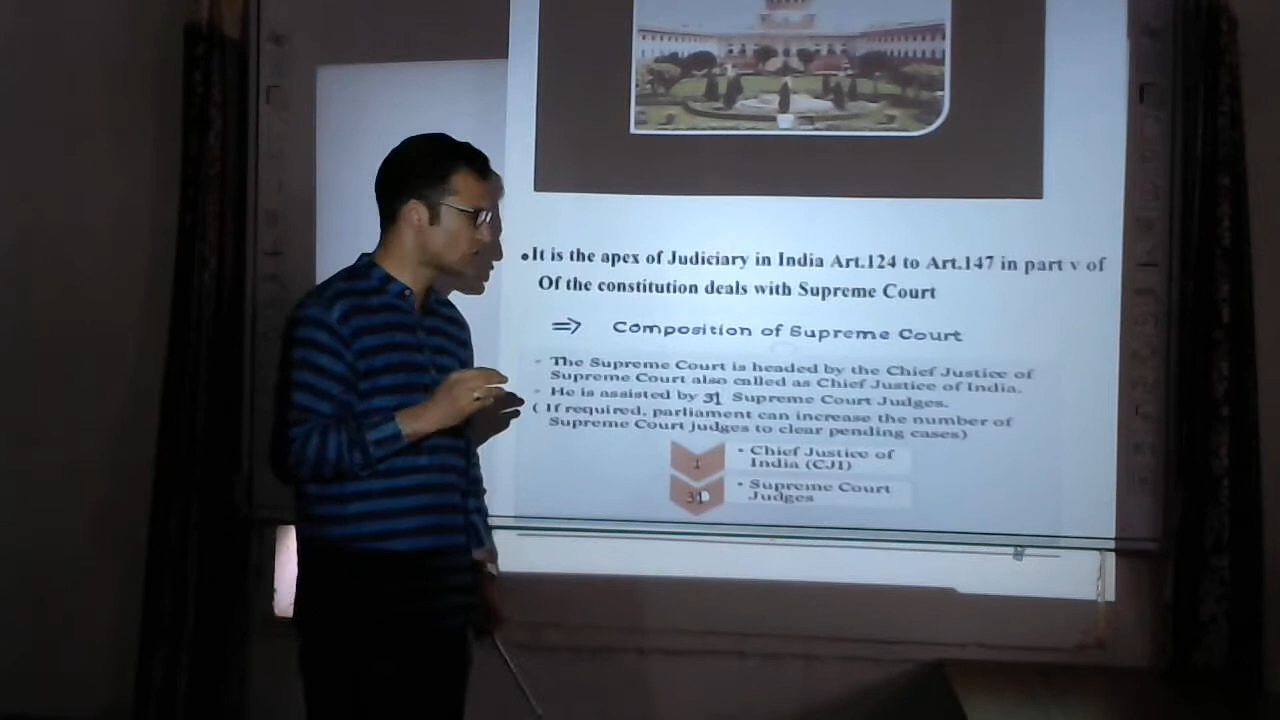 •It is the apex of Judiciary in India Art.124 to Art.147 in part v of
Of the constitution deals with Supreme Court
=> Composition of Supreme Court
- The Supreme Court is headed by the Chief Justice of
Supreme Court also called as Chief Justice of India.
- He is assisted by 31 Supreme Court Judges.
( If required, parliament can increase the number of
Supreme Court judges to clear pending cases)
1
• Chief Justice of
India (CJI)
31
• Supreme Court
Judges